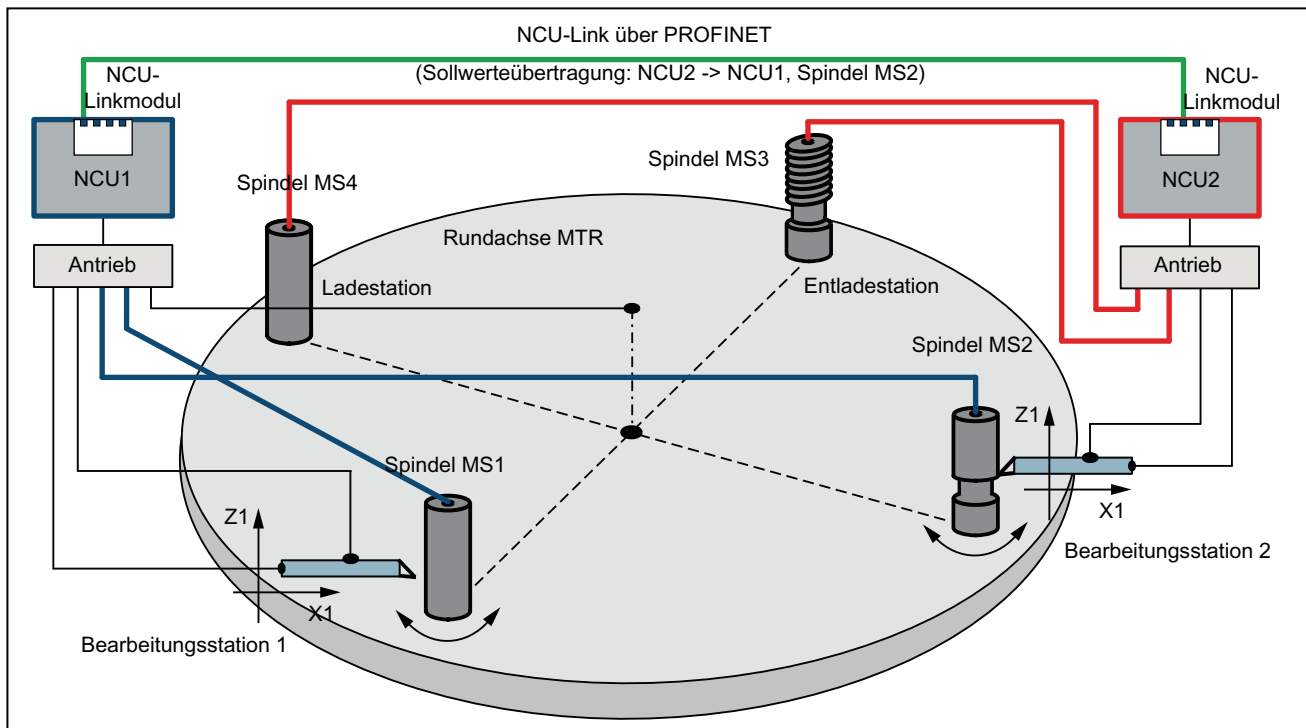 NCU-Link über PROFINET
(Sollwerteübertragung: NCU2 -> NCU1, Spindel MS2)
NCU-
Linkmodul
NCU-
Linkmodul
NCU1
NCU2
Spindel MS4
Spindel MS3
Rundachse MTR
Antrieb
Antrieb
Ladestation
Entladestation
Spindel MS2
Z1
Spindel MS1
X1
Z1
Bearbeitungsstation 2
X1
Bearbeitungsstation 1